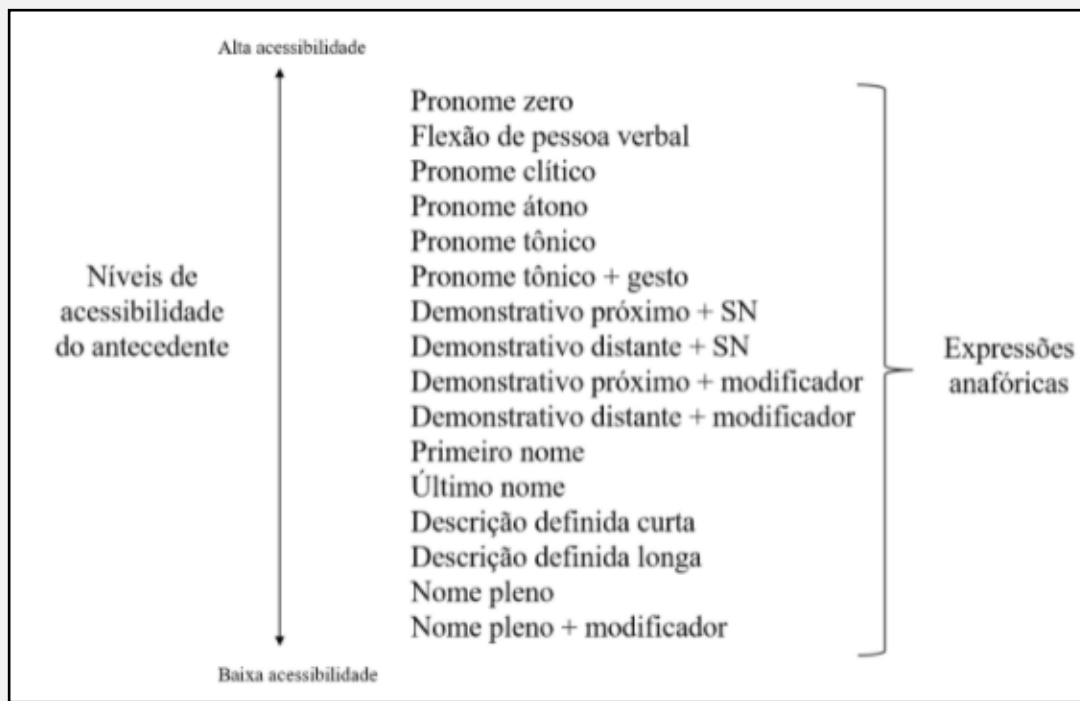 Alta acessibilidade
Pronome zero
Flexão de pessoa verbal
Pronome clítico
Pronome átono
Pronome tônico
Pronome tônico + gesto
Demonstrativo próximo + SN
Demonstrativo distante + SN
Demonstrativo próximo + modificador
Demonstrativo distante + modificador
Primeiro nome
Último nome
Descrição definida curta
Descrição definida longa
Nome pleno
Nome pleno + modificador
Níveis de
acessibilidade
do antecedente
Expressões
anafóricas
Baixa acessibilidade